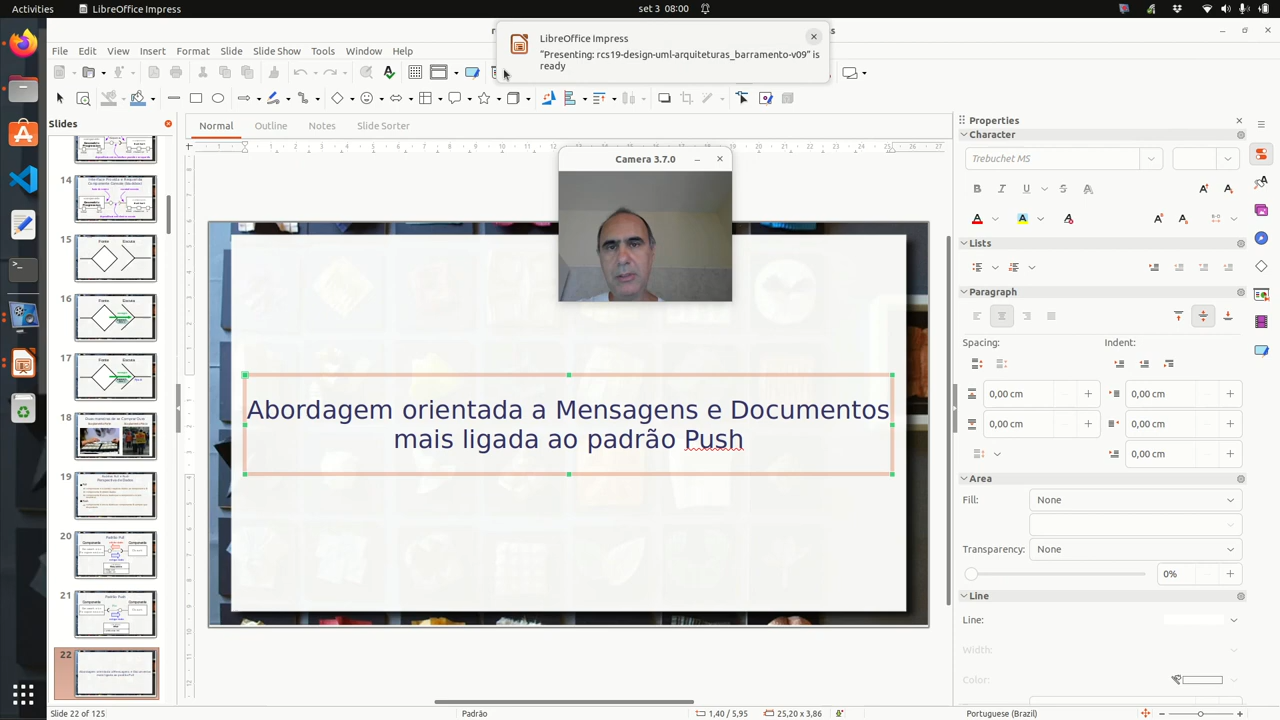 Activities
LibreOffice Impress
set 3 08:00
LibreOffice Impress
"Presenting: rcs19-design-uml-arquiteturas_barramento-v09" is
ready
File Edit View Insert Format Slide Slide Show Tools Window Help
Slides
Normal Outline Notes Slide Sorter
Camera 3.7.0
14
15
16
17
18
19
20
21
22
Abordagem orientada a Mensagens e Documentos
mais ligada ao padrão Push
Properties
Character
Trebuchet MS
Lists
Paragraph
Spacing: Indent:
0,00 cm 0,00 cm
0,00 cm 0,00 cm
0,00 cm
Area
Fill: None
Transparency: None
0%
Line
Line:
Width:
Color:
Slide 22 of 125
Padrão
1,40 / 5,95
25,20 x 3,86
Portuguese (Brazil)